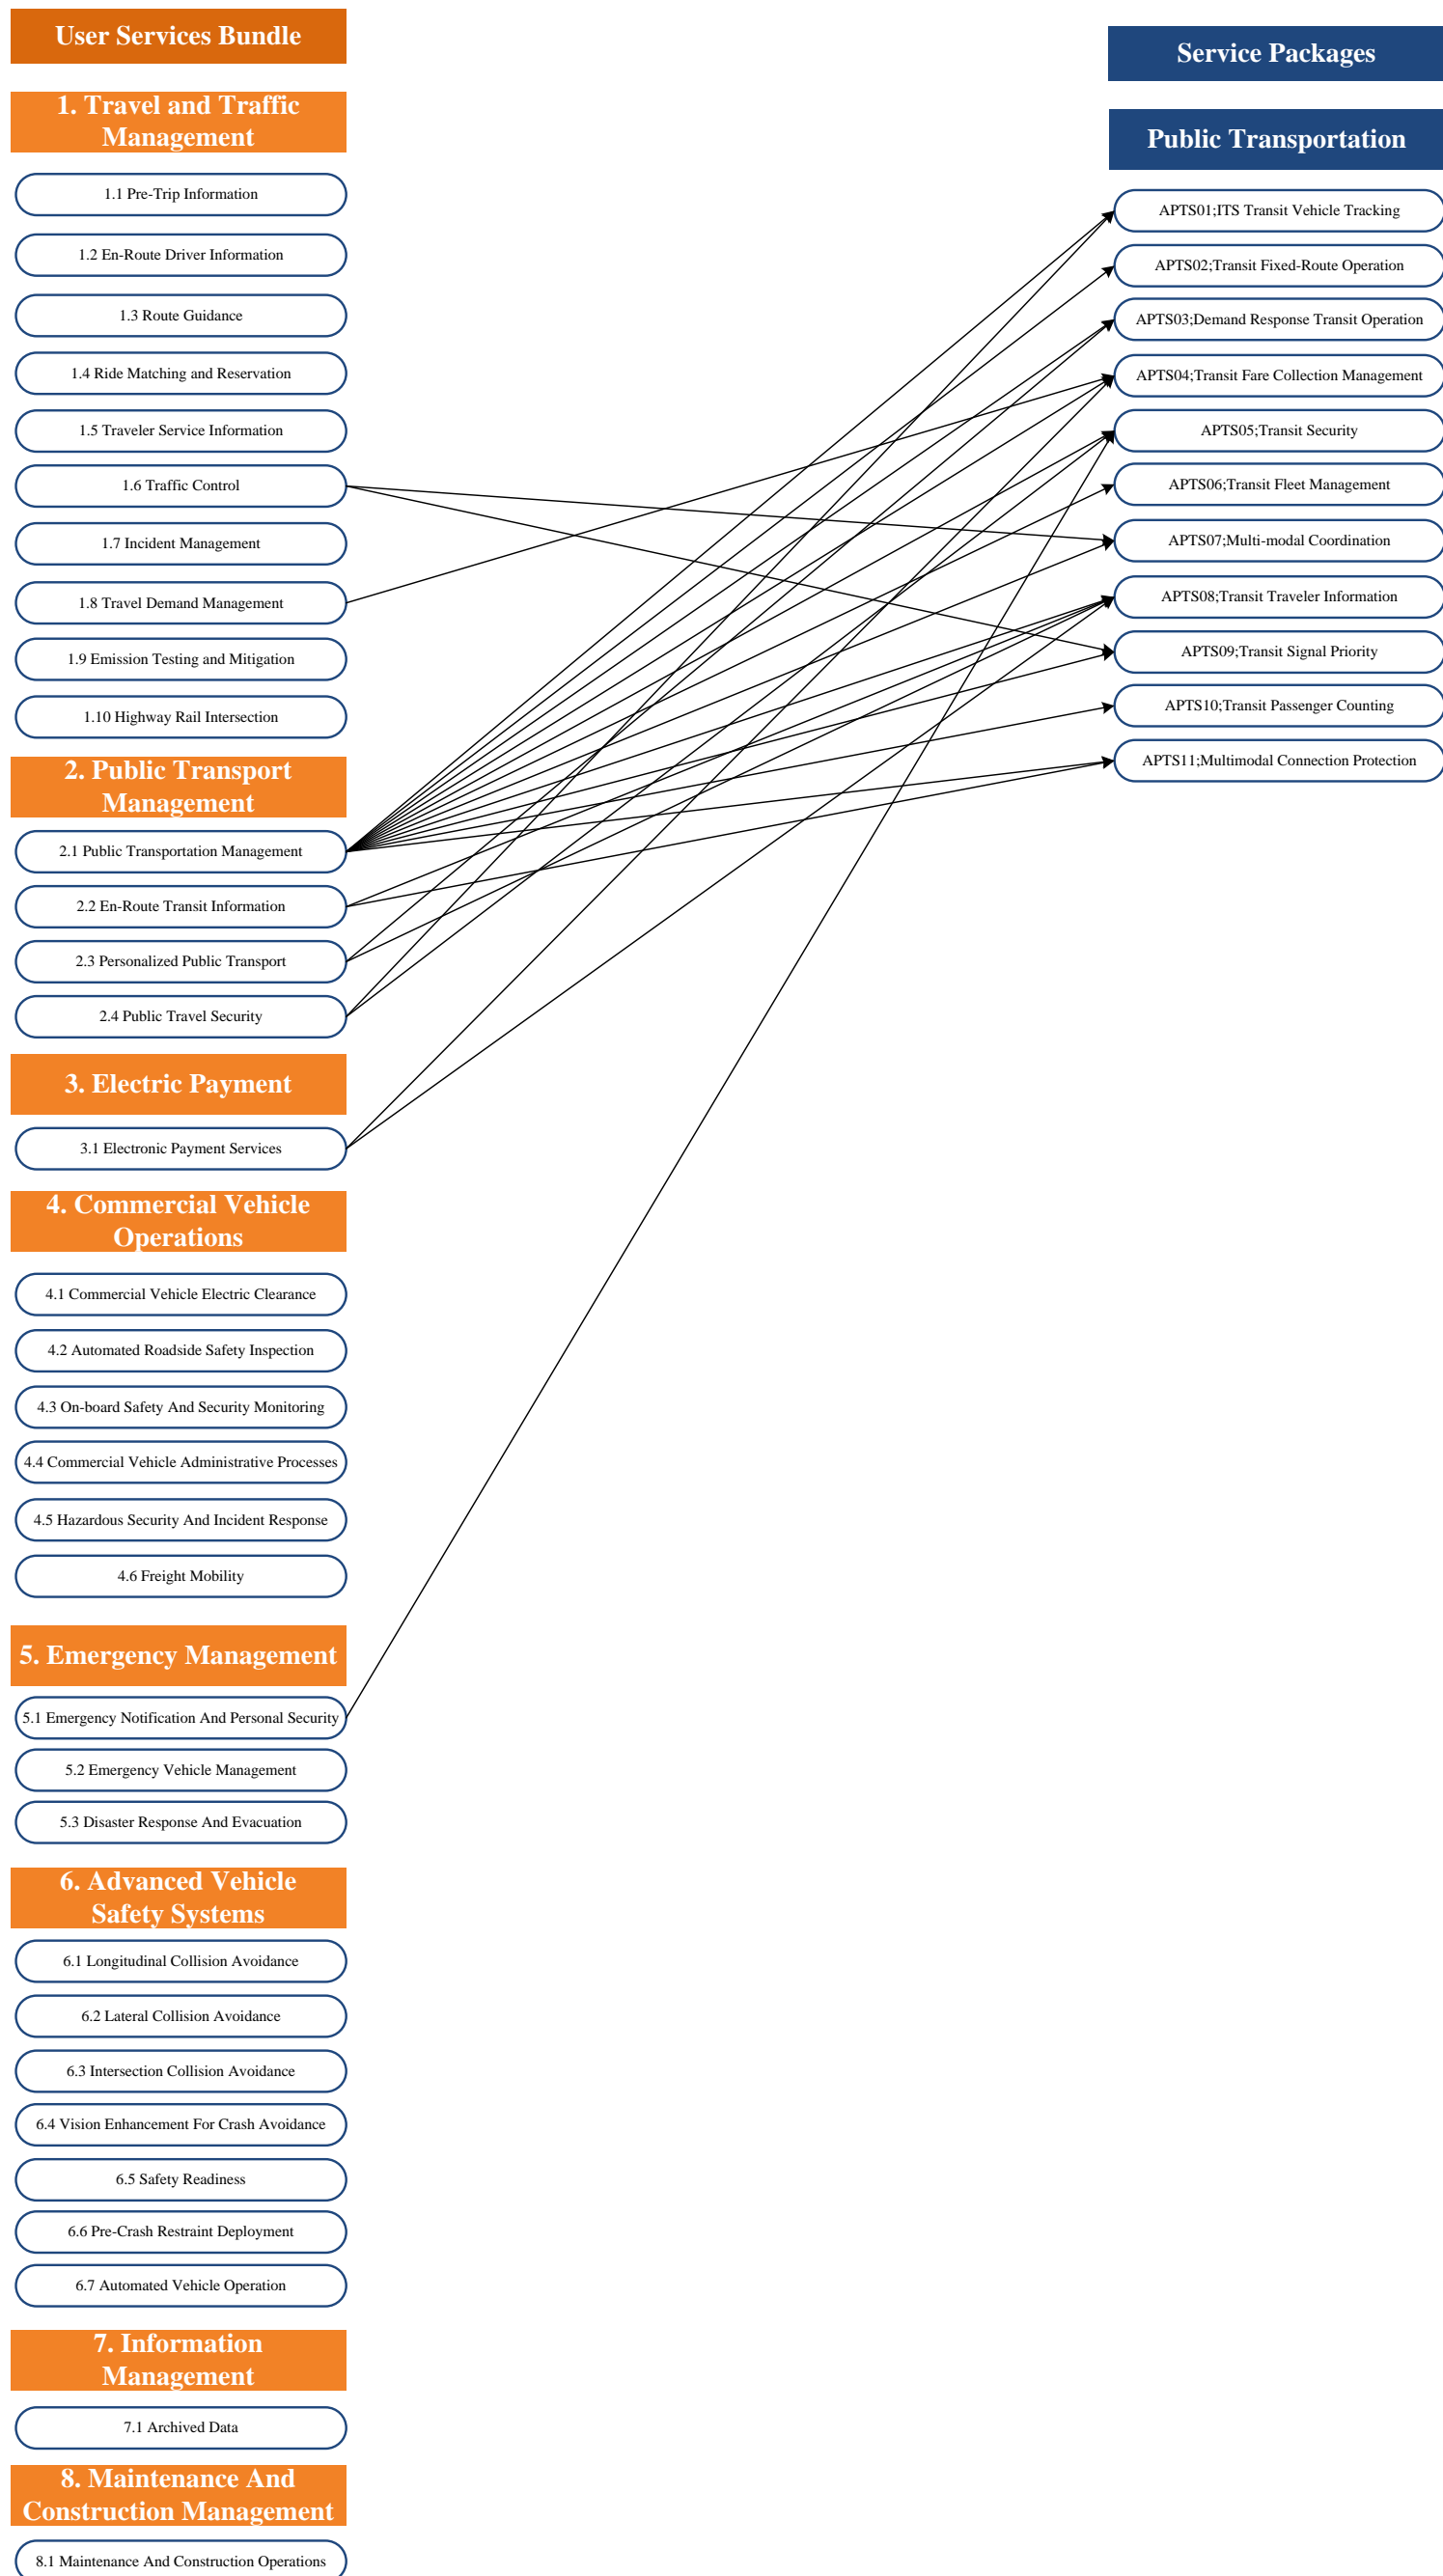 User Services Bundle
1. Travel and Traffic
Management
1.1 Pre-Trip Information
1.2 En-Route Driver Information
1.3 Route Guidance
1.4 Ride Matching and Reservation
1.5 Traveler Service Information
1.6 Traffic Control
1.7 Incident Management
1.8 Travel Demand Management
1.9 Emission Testing and Mitigation
1.10 Highway Rail Intersection
2. Public Transport
Management
2.1 Public Transportation Management
2.2 En-Route Transit Information
2.3 Personalized Public Transport
2.4 Public Travel Security
3. Electric Payment
3.1 Electronic Payment Services
4. Commercial Vehicle
Operations
4.1 Commercial Vehicle Electric Clearance
4.2 Automated Roadside Safety Inspection
4.3 On-board Safety And Security Monitoring
4.4 Commercial Vehicle Administrative Processes
4.5 Hazardous Security And Incident Response
4.6 Freight Mobility
5. Emergency Management
5.1 Emergency Notification And Personal Security
5.2 Emergency Vehicle Management
5.3 Disaster Response And Evacuation
6. Advanced Vehicle
Safety Systems
6.1 Longitudinal Collision Avoidance
6.2 Lateral Collision Avoidance
6.3 Intersection Collision Avoidance
6.4 Vision Enhancement For Crash Avoidance
6.5 Safety Readiness
6.6 Pre-Crash Restraint Deployment
6.7 Automated Vehicle Operation
7. Information
Management
7.1 Archived Data
8. Maintenance And
Construction Management
8.1 Maintenance And Construction Operations
Service Packages
Public Transportation
APTS01;ITS Transit Vehicle Tracking
APTS02;Transit Fixed-Route Operation
APTS03;Demand Response Transit Operation
APTS04;Transit Fare Collection Management
APTS05;Transit Security
APTS06;Transit Fleet Management
APTS07;Multi-modal Coordination
APTS08;Transit Traveler Information
APTS09;Transit Signal Priority
APTS10;Transit Passenger Counting
APTS11;Multimodal Connection Protection